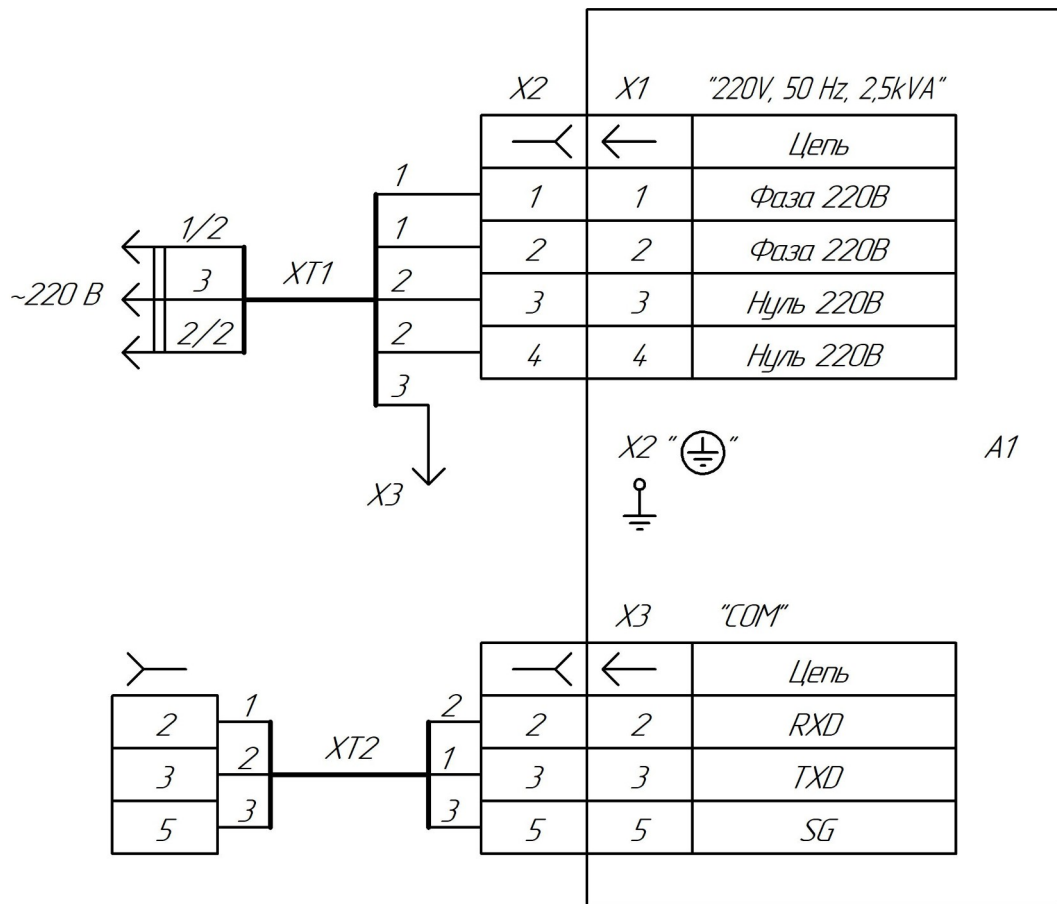 X2 X1 "220V, 50 Hz, 2,5kVA"
Цепь
1 1 1 Фаза 220В
1/2 1 2 2 Фаза 220В
~220 В 3 XT1 2 3 3 Нуль 220В
2/2 2 4 4 Нуль 220В
3
X2 " " A1
X3
X3 "COM"
Цепь
2 1 2 2 2 RXD
XT2
3 2 1 3 3 TXD
5 3 3 5 5 SG